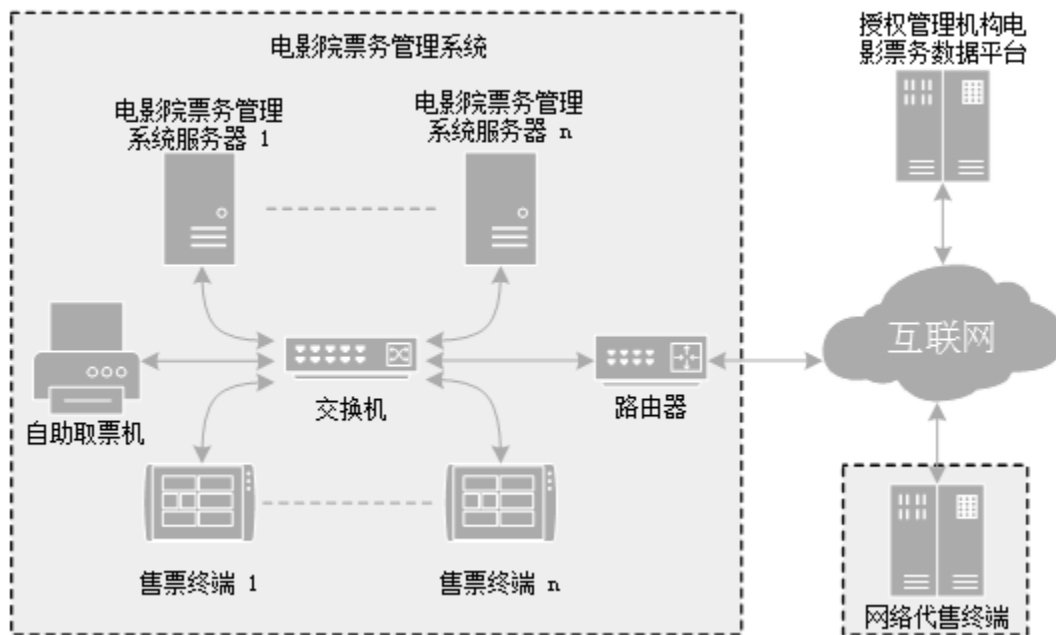 电影院票务管理系统
授权管理机构电
影票务数据平台
电影院票务管理
系统服务器 1
电影院票务管理
系统服务器 n
互联网
自助取票机
交换机
路由器
售票终端 1
售票终端 n
网络代售终端